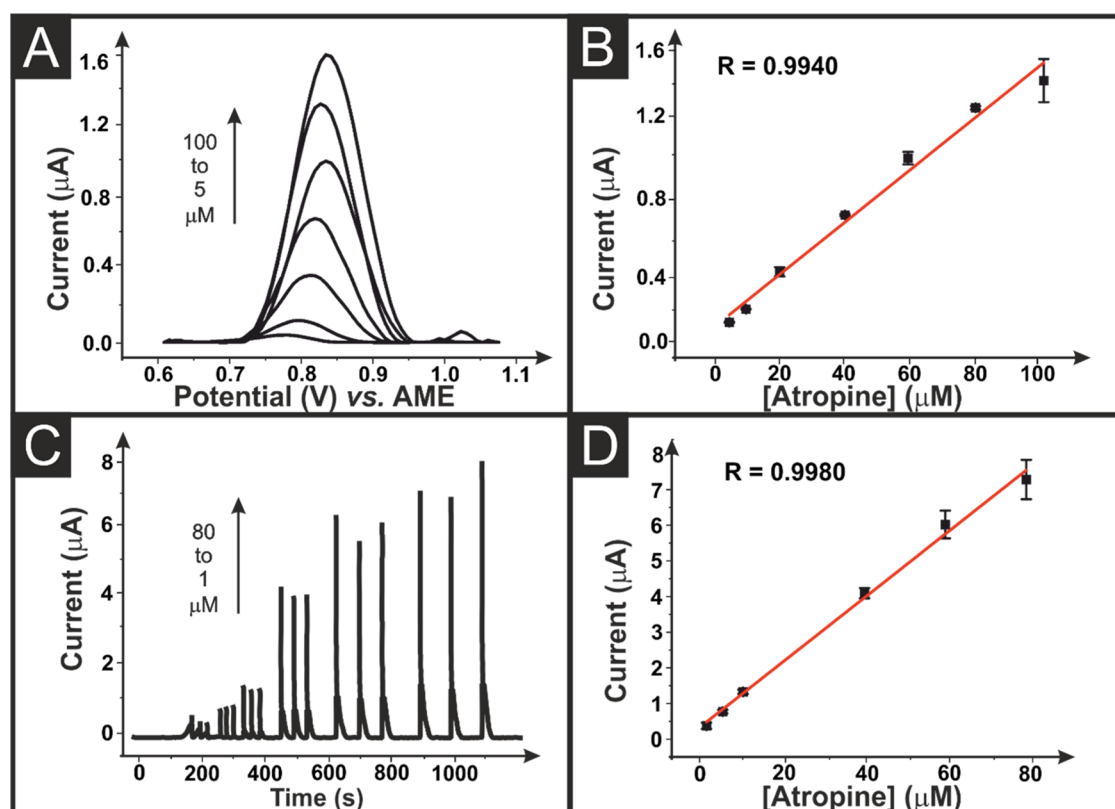 A
1.6
1.2
0.8
0.4
0.0
Current (μA)
100
to
5
μM
0.6 0.7 0.8 0.9 1.0 1.1
Potential (V) vs. AME
B
R = 0.9940
1.6
1.2
0.8
0.4
0.0
Current (μA)
0 20 40 60 80 100
[Atropine] (μM)
C
8
6
4
2
0
Current (μA)
80
to
1
μM
0 200 400 600 800 1000
Time (s)
D
R = 0.9980
8
7
6
5
4
3
2
1
0
Current (μA)
0 20 40 60 80
[Atropine] (μM)